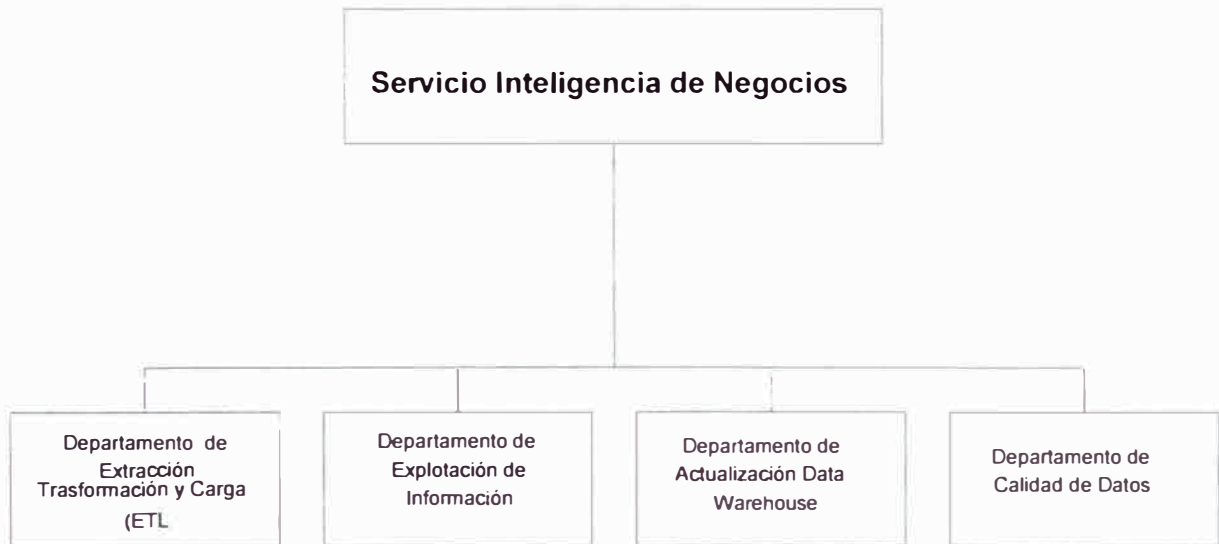 Servicio Inteligencia de Negocios
Departamento de
Extracción
Trasformación y Carga
(ETL
Departamento de
Explotación de
Información
Departamento de
Actualización Data
Warehouse
Departamento de
Calidad de Datos